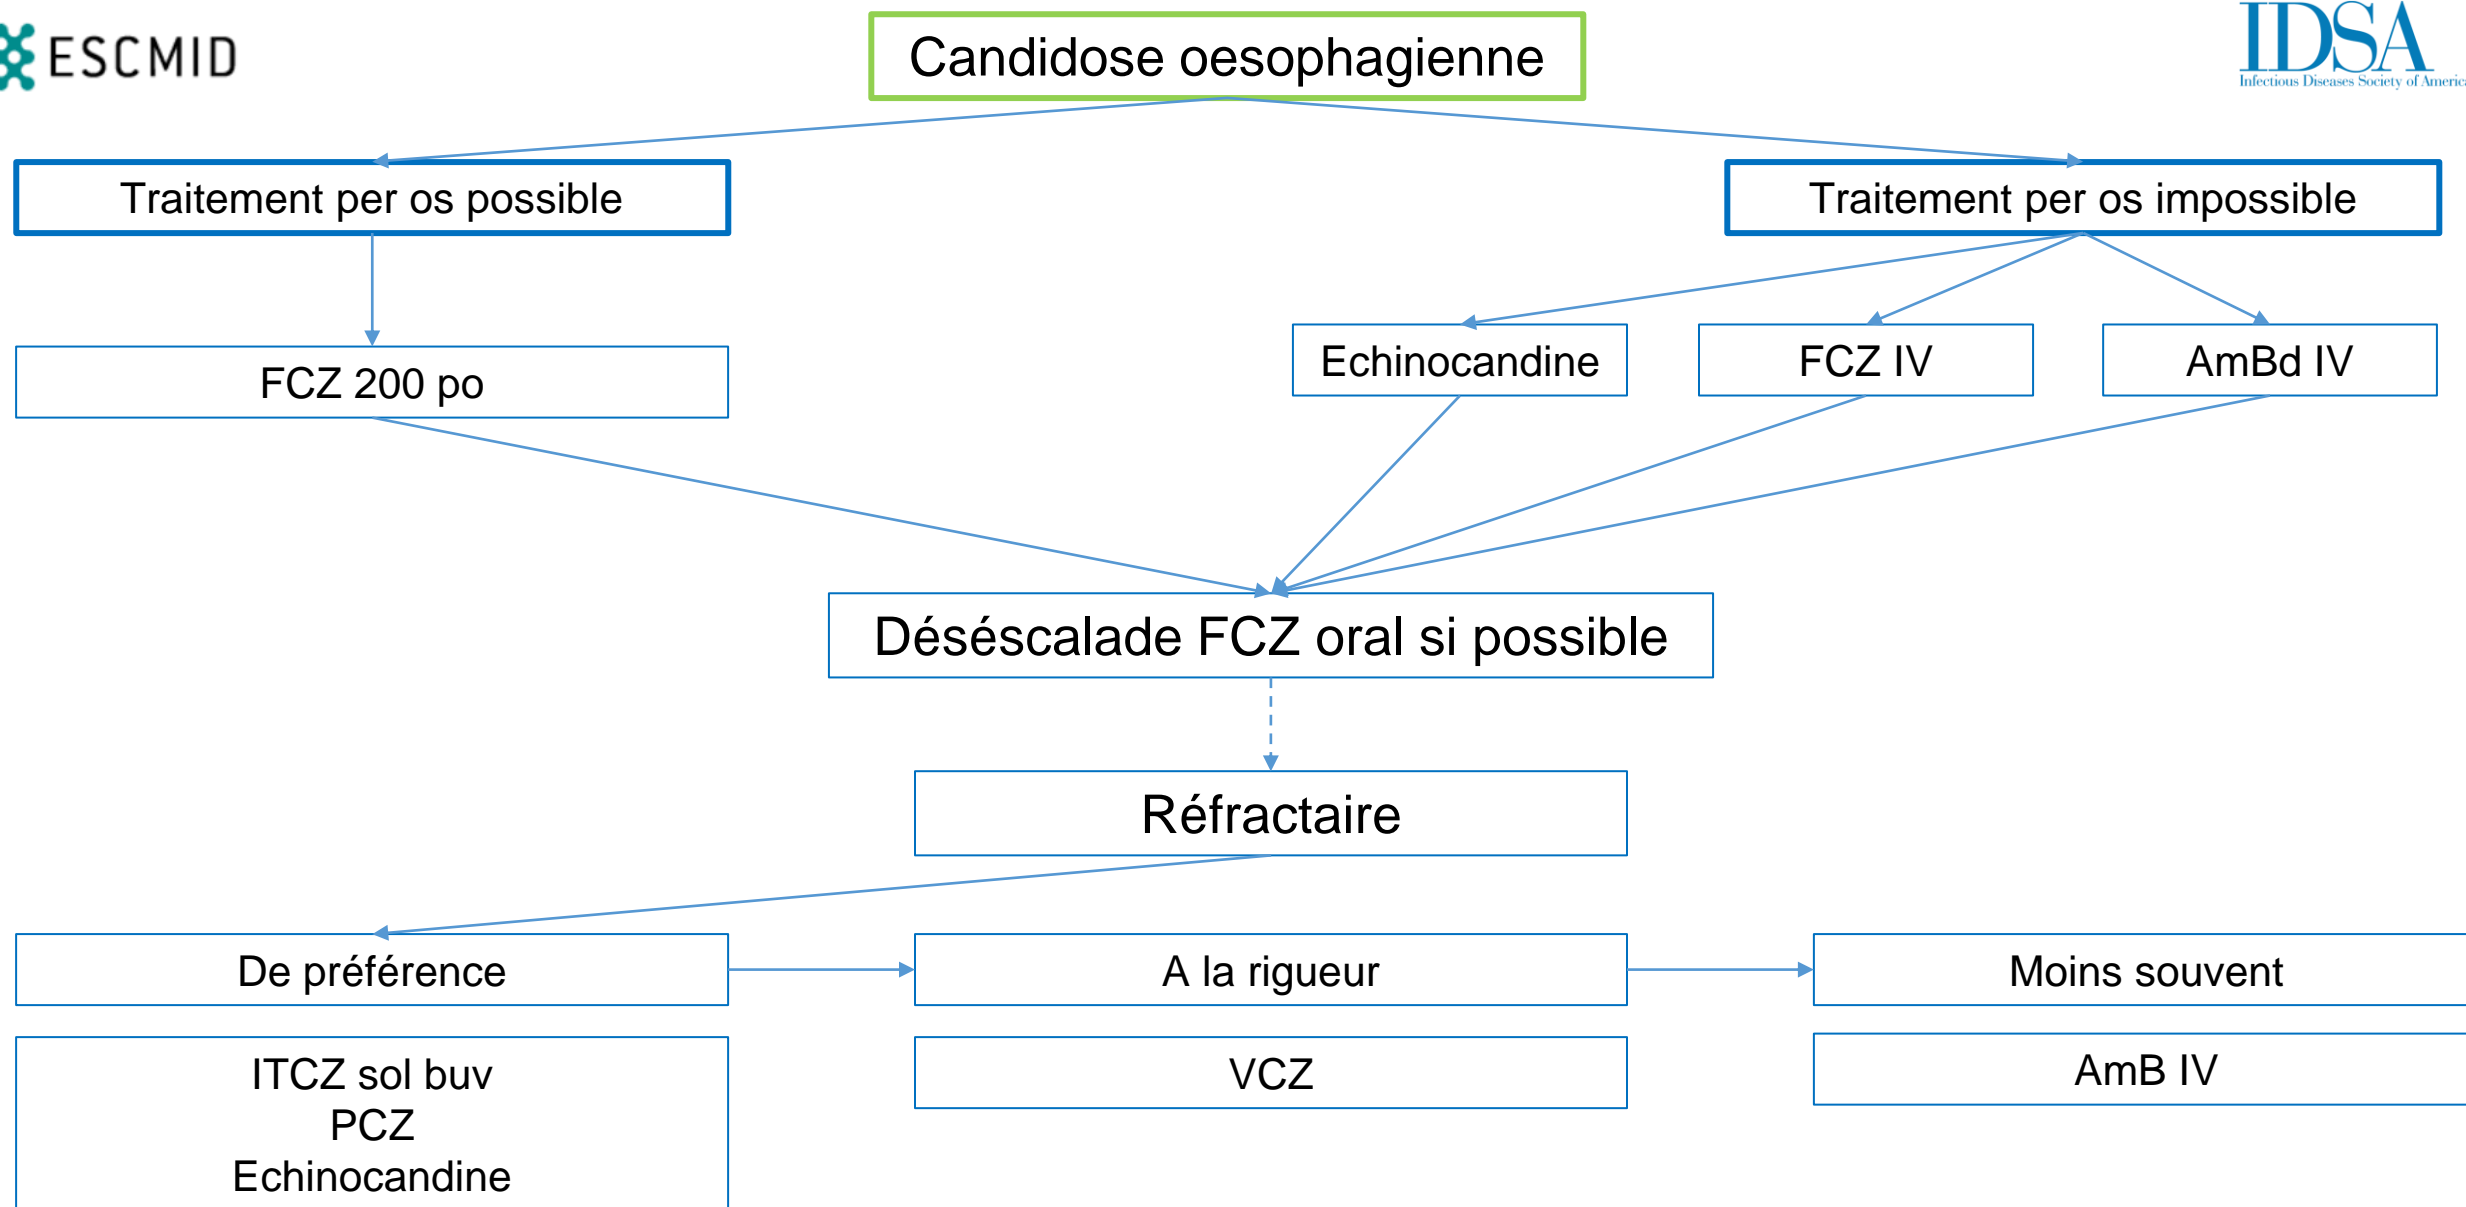 ESCMID
Candidose oesophagienne
IDSA
Infectious Diseases Society of America
Traitement per os possible
Traitement per os impossible
FCZ 200 po
Echinocandine
FCZ IV
AmBd IV
Déséscalade FCZ oral si possible
Réfractaire
De préférence
A la rigueur
Moins souvent
ITCZ sol buv
PCZ
Echinocandine
VCZ
AmB IV